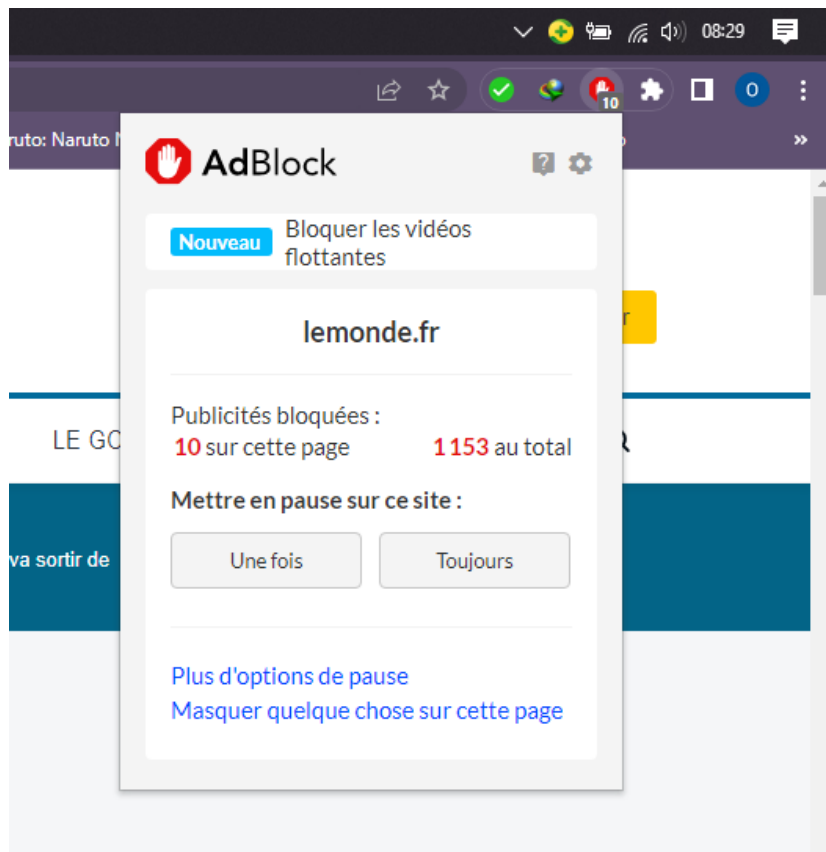 08:29
10
O
ruto: Naruto
»
AdBlock
?
Nouveau
Bloquer les vidéos
flottantes
lemonde.fr
r
Publicités bloquées :
LE GO
10 sur cette page
1 153 au total
Mettre en pause sur ce site :
va sortir de
Une fois
Toujours
Plus d'options de pause
Masquer quelque chose sur cette page